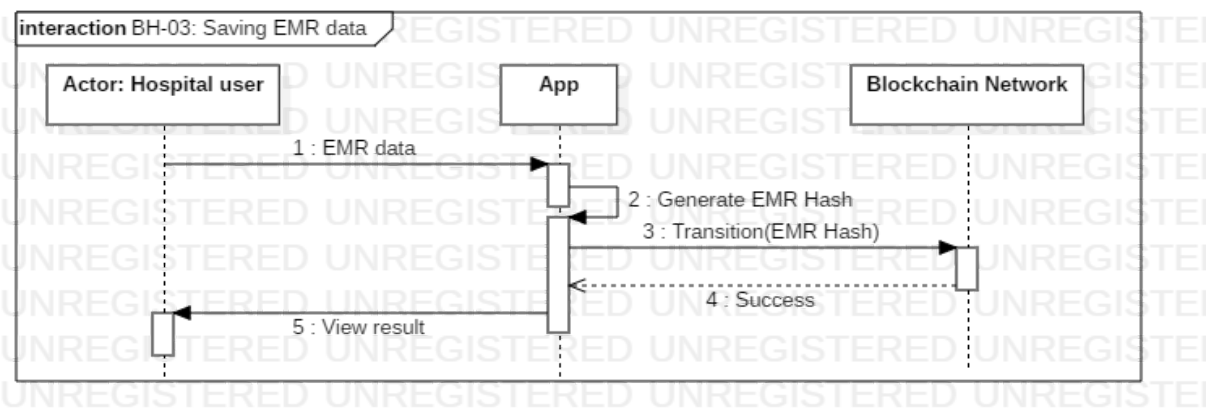 interaction BH-03: Saving EMR data
Actor: Hospital user
App
Blockchain Network
1 : EMR data
2 : Generate EMR Hash
3 : Transition(EMR Hash)
4 : Success
5 : View result
UNREGISTERED